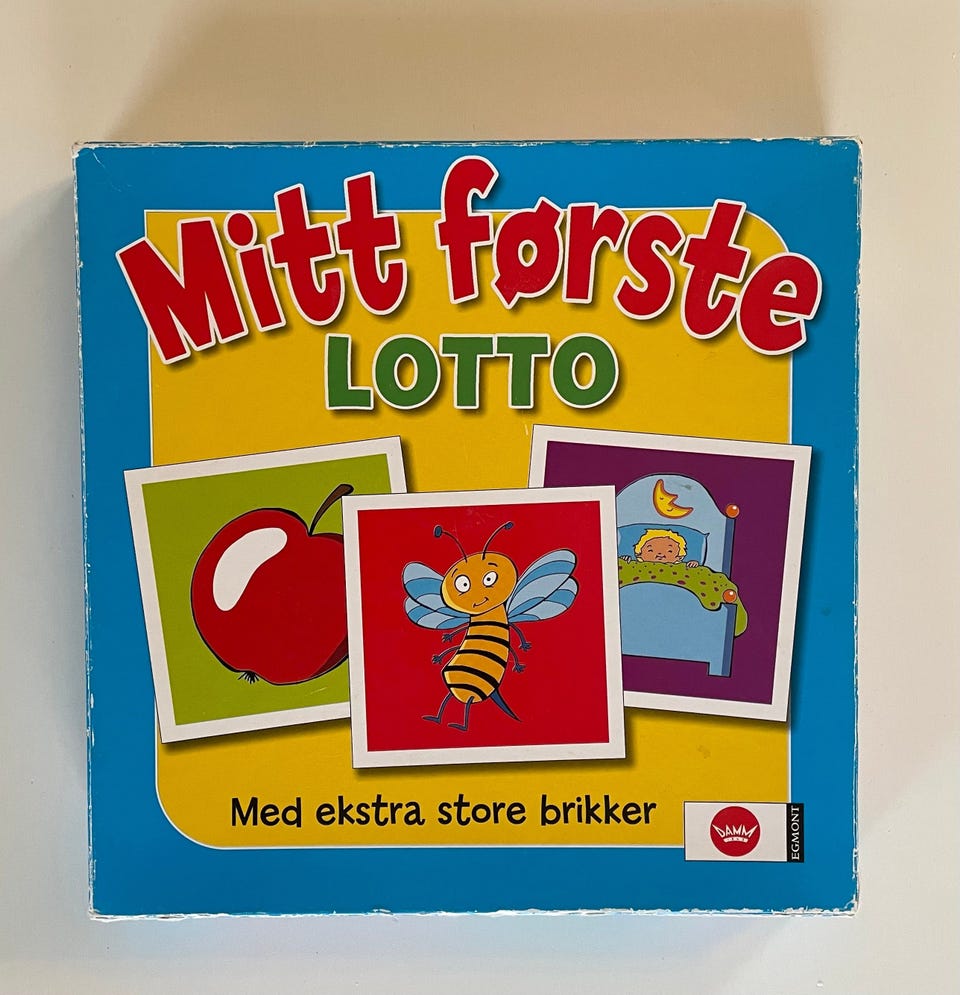 Mitt første
LOTTO
Med ekstra store brikker
DAMM
EGMONT